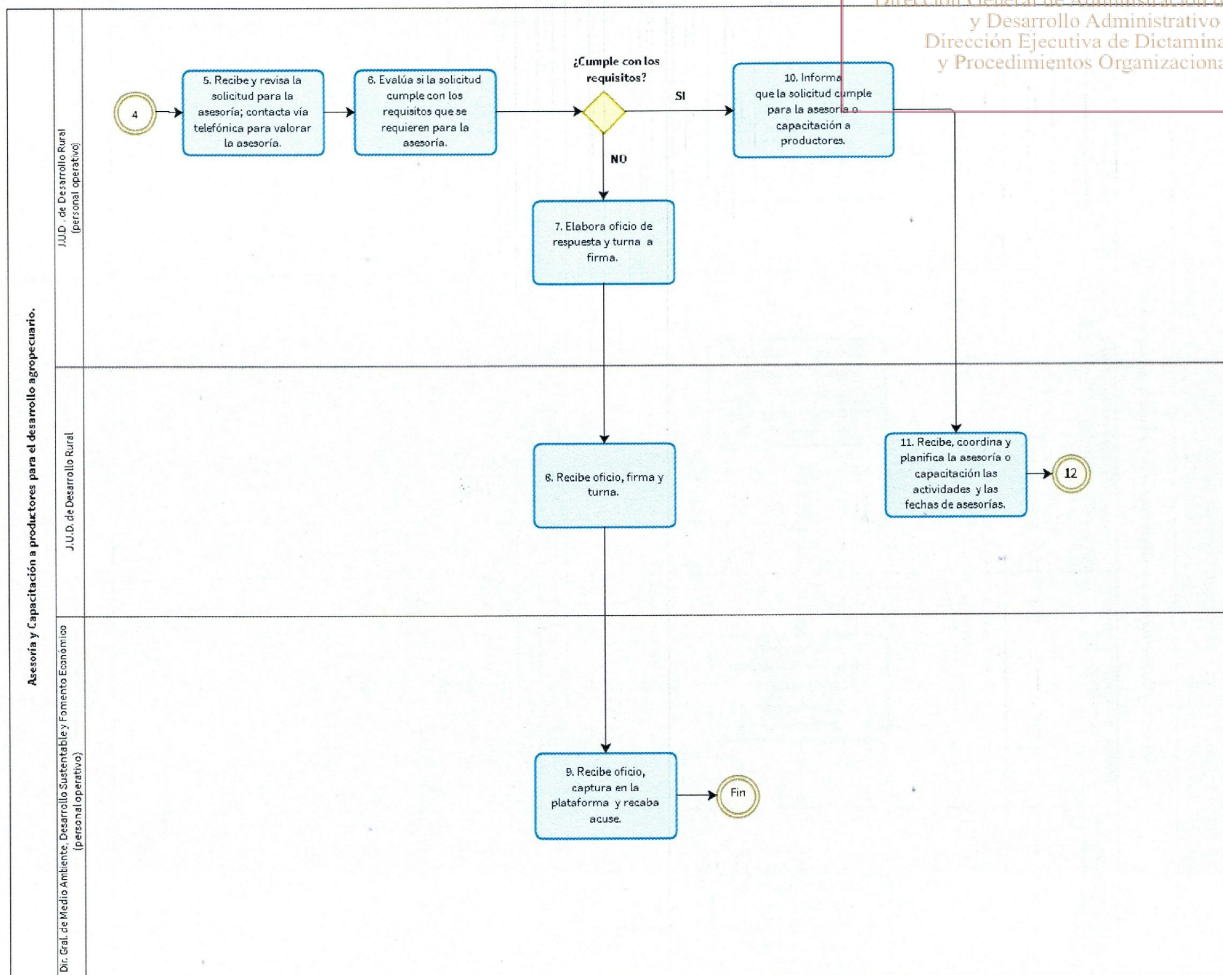 Dirección General de Administración
y Desarrollo Administrativo
Dirección Ejecutiva de Dictamina
y Procedimientos Organizaciona
Asesoría y Capacitación a productores para el desarrollo agropecuario.
J.U.D . de Desarrollo Rural
(personal operativo)
4
5. Recibe y revisa la
solicitud para la
asesoría; contacta vía
telefónica para valorar
la asesoría.
6. Evalúa si la solicitud
cumple con los
requisitos que se
requieren para la
asesoría.
¿Cumple con los
requisitos?
SI
NO
10. Informa
que la solicitud cumple
para la asesoría o
capacitación a
productores.
7. Elabora oficio de
respuesta y turna a
firma.
J.U.D. de Desarrollo Rural
8. Recibe oficio, firma y
turna.
11. Recibe, coordina y
planifica la asesoría o
capacitación las
actividades y las
fechas de asesorías.
12
Dir. Gral. de Medio Ambiente, Desarrollo Sustentable y Fomento Económico
(personal operativo)
9. Recibe oficio,
captura en la
plataforma y recaba
acuse.
Fin